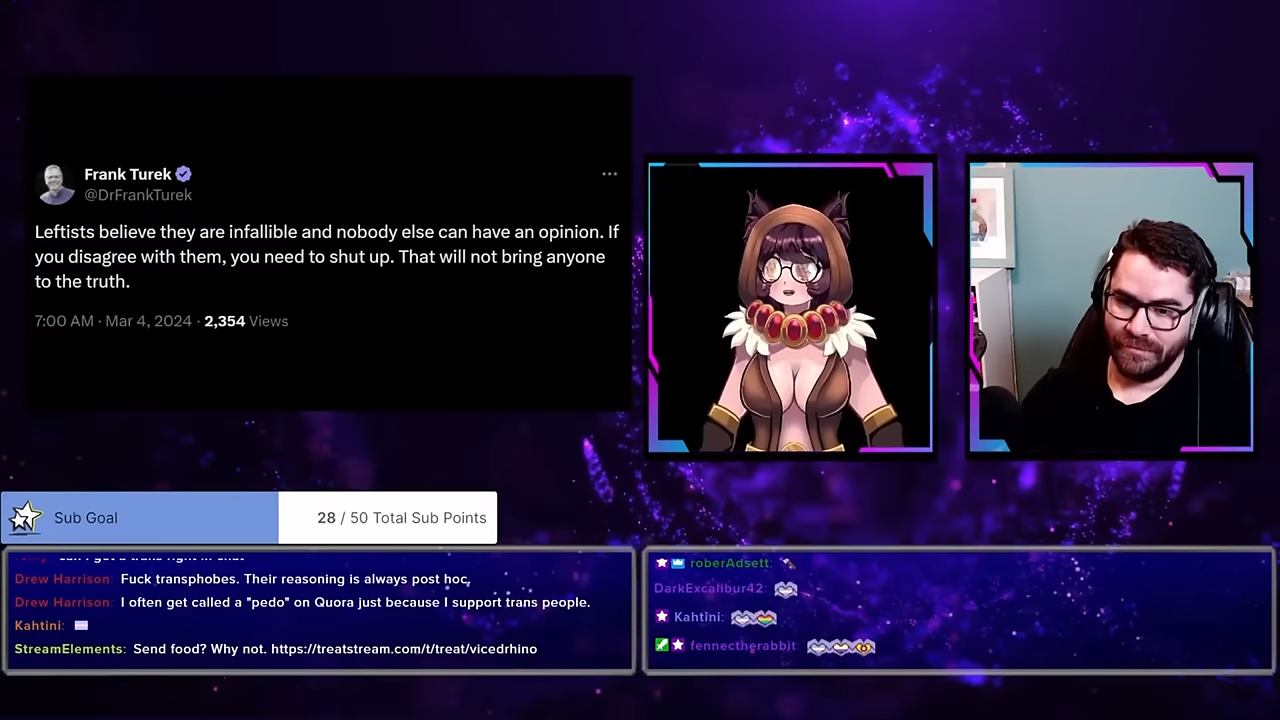 Frank Turek
@DrFrankTurek
Leftists believe they are infallible and nobody else can have an opinion. If
you disagree with them, you need to shut up. That will not bring anyone
to the truth.
7:00 AM · Mar 4, 2024 · 2,354 Views
Sub Goal
28 / 50 Total Sub Points
Drew Harrison: Fuck transphobes. Their reasoning is always post hoc,
Drew Harrison: I often get called a "pedo" on Quora just because I support trans people.
Kahtini:
StreamElements: Send food? Why not. https://treatstream.com/t/treat/vicedrhino
roberAdsett:
DarkExcalibur42:
Kahtini:
fennectherabbit: